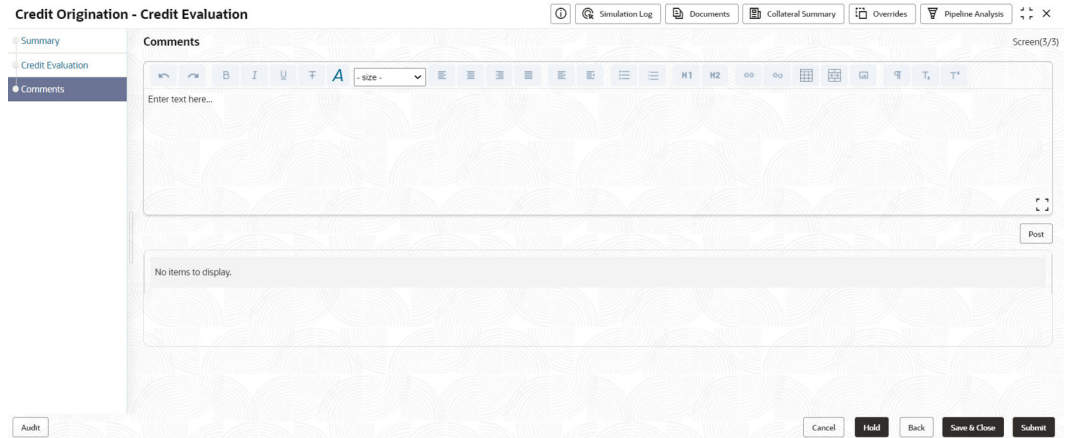 Credit Origination - Credit Evaluation
Simulation Log
Documents
Collateral Summary
Overrides
Pipeline Analysis
Summary
Credit Evaluation
Comments
Comments
Screen(3/3)
B I U T A - size - H1 H2 ¶ T T
Enter text here...
Post
No items to display.
Audit
Cancel
Hold
Back
Save & Close
Submit